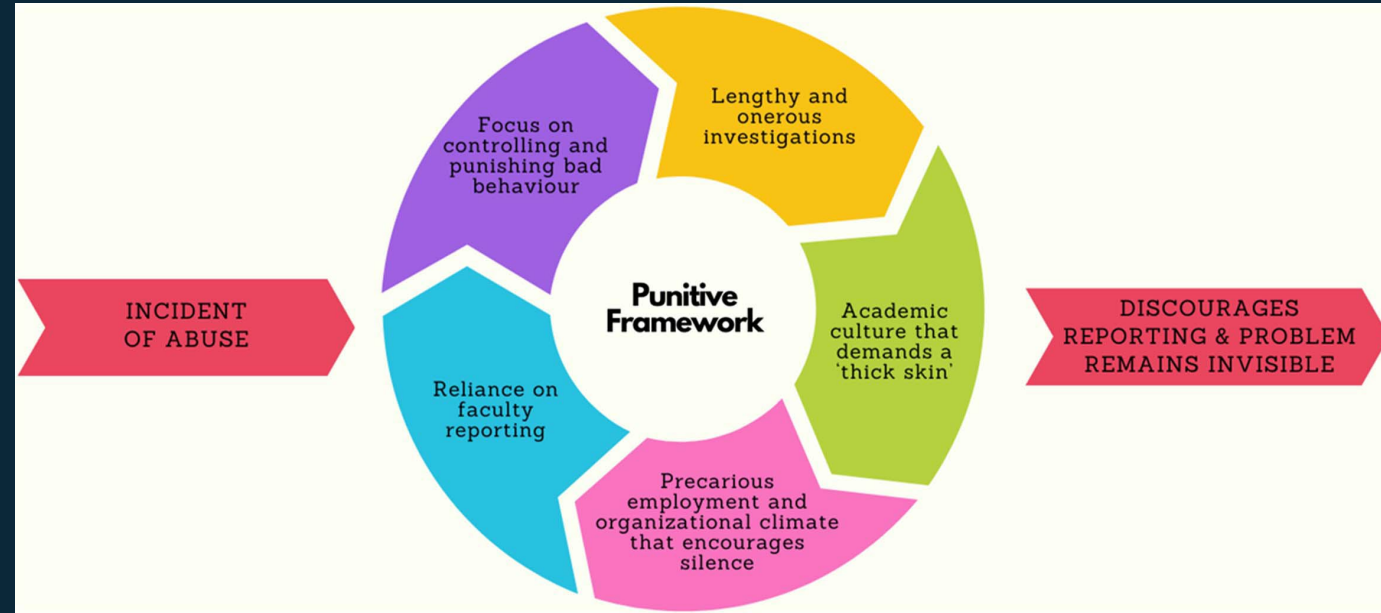 INCIDENT
OF ABUSE
Focus on
controlling and
punishing bad
behaviour
Lengthy and
onerous
investigations
Academic
culture that
demands a
'thick skin'
Precarious
employment and
organizational climate
that encourages
silence
Reliance on
faculty
reporting
Punitive
Framework
DISCOURAGES
REPORTING & PROBLEM
REMAINS INVISIBLE